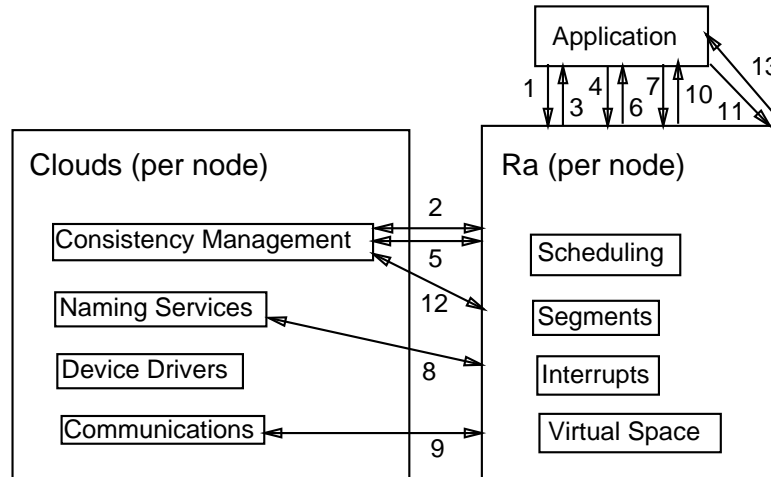 Application
1
3
4
6
7
10
11
13
Clouds (per node)
Ra (per node)
Consistency Management
2
5
12
Naming Services
8
Device Drivers
Communications
9
Scheduling
Segments
Interrupts
Virtual Space